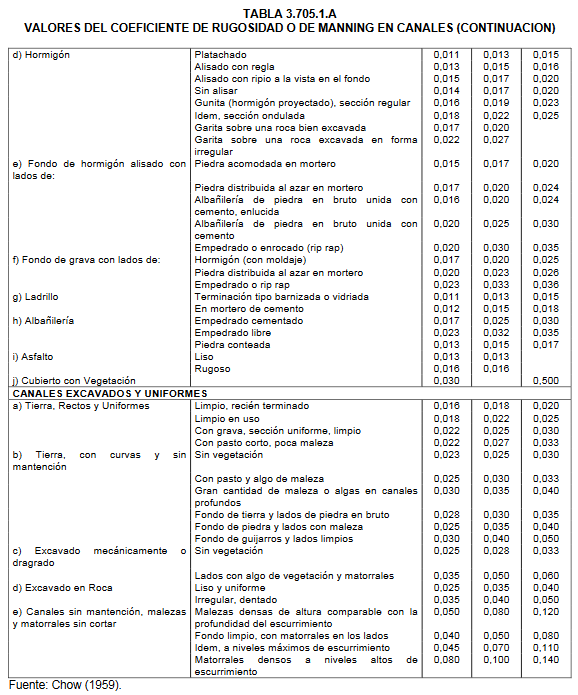 TABLA 3.705.1.A
VALORES DEL COEFICIENTE DE RUGOSIDAD O DE MANNING EN CANALES (CONTINUACION)
d) Hormigón Platachado 0,011 0,013 0,015
Alisado con regla 0,013 0,015 0,016
Alisado con ripio a la vista en el fondo 0,015 0,017 0,020
Sin alisar 0,014 0,017 0,020
Gunita (hormigón proyectado), sección regular 0,016 0,019 0,023
Idem, sección ondulada 0,018 0,022 0,025
Garita sobre una roca bien excavada 0,017 0,020
Garita sobre una roca excavada en forma 0,022 0,027
irregular
e) Fondo de hormigón alisado con Piedra acomodada en mortero 0,015 0,017 0,020
lados de:
Piedra distribuida al azar en mortero 0,017 0,020 0,024
Albañilería de piedra en bruto unida con 0,016 0,020 0,024
cemento, enlucida
Albañilería de piedra en bruto unida con 0,020 0,025 0,030
cemento
Empedrado o enrocado (rip rap) 0,020 0,030 0,035
f) Fondo de grava con lados de: Hormigón (con moldaje) 0,017 0,020 0,025
Piedra distribuida al azar en mortero 0,020 0,023 0,026
Empedrado o rip rap 0,023 0,033 0,036
g) Ladrillo Terminación tipo barnizada o vidriada 0,011 0,013 0,015
En mortero de cemento 0,012 0,015 0,018
h) Albañilería Empedrado cementado 0,017 0,025 0,030
Empedrado libre 0,023 0,032 0,035
Piedra conteada 0,013 0,015 0,017
i) Asfalto Liso 0,013 0,013
Rugoso 0,016 0,016
j) Cubierto con Vegetación 0,030 0,500
CANALES EXCAVADOS Y UNIFORMES
a) Tierra, Rectos y Uniformes Limpio, recién terminado 0,016 0,018 0,020
Limpio en uso 0,018 0,022 0,025
Con grava, sección uniforme, limpio 0,022 0,025 0,030
Con pasto corto, poca maleza 0,022 0,027 0,033
b) Tierra, con curvas y sin Sin vegetación 0,023 0,025 0,030
mantención
Con pasto y algo de maleza 0,025 0,030 0,033
Gran cantidad de maleza o algas en canales 0,030 0,035 0,040
profundos
Fondo de tierra y lados de piedra en bruto 0,028 0,030 0,035
Fondo de piedra y lados con maleza 0,025 0,035 0,040
Fondo de guijarros y lados limpios 0,030 0,040 0,050
c) Excavado mecánicamente o Sin vegetación 0,025 0,028 0,033
dragrado
Lados con algo de vegetación y matorrales 0,035 0,050 0,060
d) Excavado en Roca Liso y uniforme 0,025 0,035 0,040
Irregular, dentado 0,035 0,040 0,050
e) Canales sin mantención, malezas Malezas densas de altura comparable con la 0,050 0,080 0,120
y matorrales sin cortar profundidad del escurrimiento
Fondo limpio, con matorrales en los lados 0,040 0,050 0,080
Idem, a niveles máximos de escurrimiento 0,045 0,070 0,110
Matorrales densos a niveles altos de 0,080 0,100 0,140
escurrimiento
Fuente: Chow (1959).